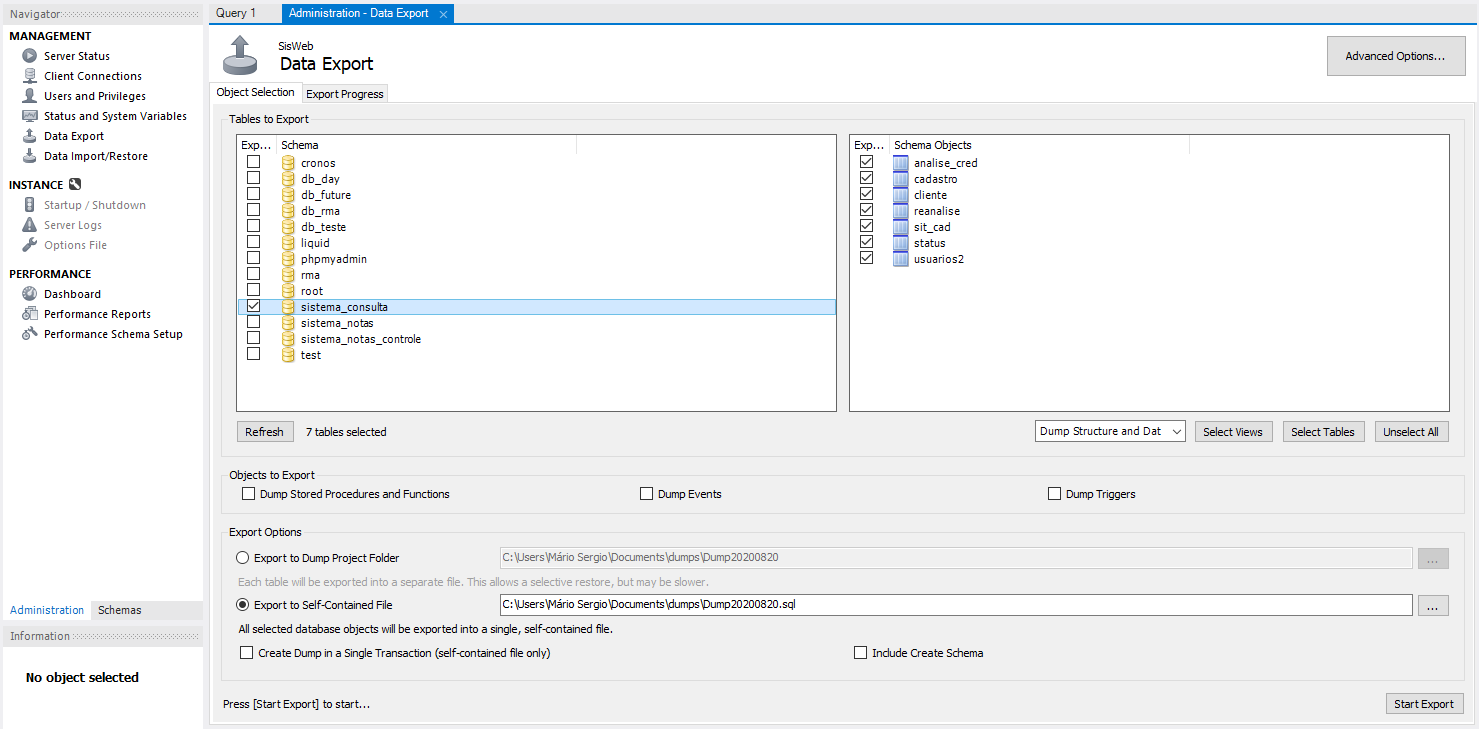 Navigator
MANAGEMENT
Server Status
Client Connections
Users and Privileges
Status and System Variables
Data Export
Data Import/Restore
INSTANCE
Startup / Shutdown
Server Logs
Options File
PERFORMANCE
Dashboard
Performance Reports
Performance Schema Setup
Administration Schemas
Information
No object selected
Query 1 Administration - Data Export
SisWeb
Data Export
Advanced Options...
Object Selection Export Progress
Tables to Export
Exp... Schema
cronos
db_day
db_future
db_rma
db_teste
liquid
phpmyadmin
rma
root
sistema_consulta
sistema_notas
sistema_notas_controle
test
Exp... Schema Objects
analise_cred
cadastro
cliente
reanalise
sit_cad
status
usuarios2
Refresh 7 tables selected Dump Structure and Dat Select Views Select Tables Unselect All
Objects to Export
Dump Stored Procedures and Functions Dump Events Dump Triggers
Export Options
Export to Dump Project Folder C:\Users\Mário Sergio\Documents\dumps\Dump20200820 ...
Each table will be exported into a separate file. This allows a selective restore, but may be slower.
Export to Self-Contained File C:\Users\Mário Sergio\Documents\dumps\Dump20200820.sql ...
All selected database objects will be exported into a single, self-contained file.
Create Dump in a Single Transaction (self-contained file only) Include Create Schema
Press [Start Export] to start... Start Export